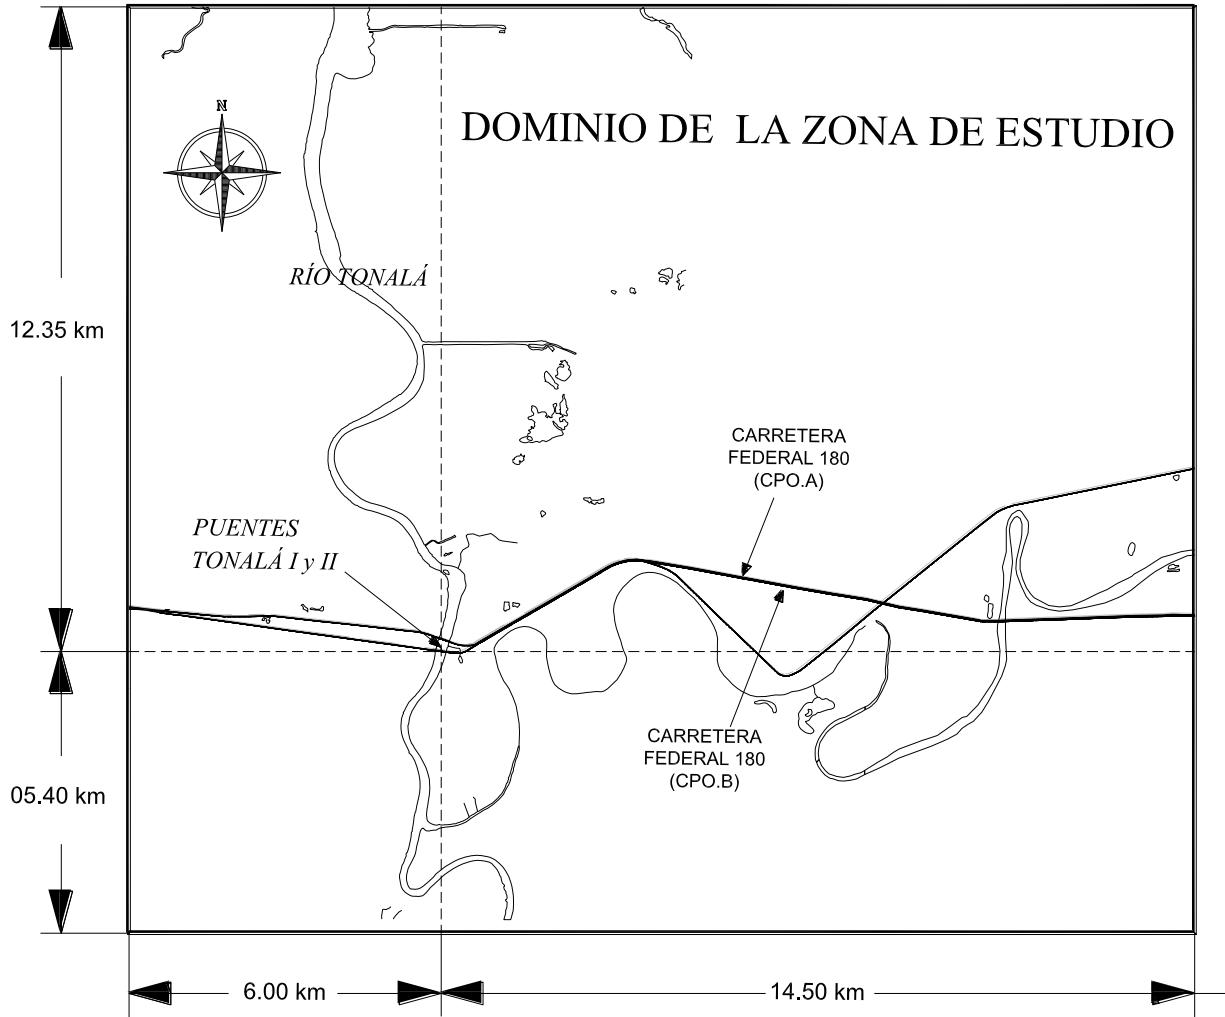 N
DOMINIO DE LA ZONA DE ESTUDIO
RÍO TONALÁ
12.35 km
CARRETERA
FEDERAL 180
(CPO.A)
PUENTES
TONALÁ I y II
CARRETERA
FEDERAL 180
(CPO.B)
05.40 km
6.00 km
14.50 km